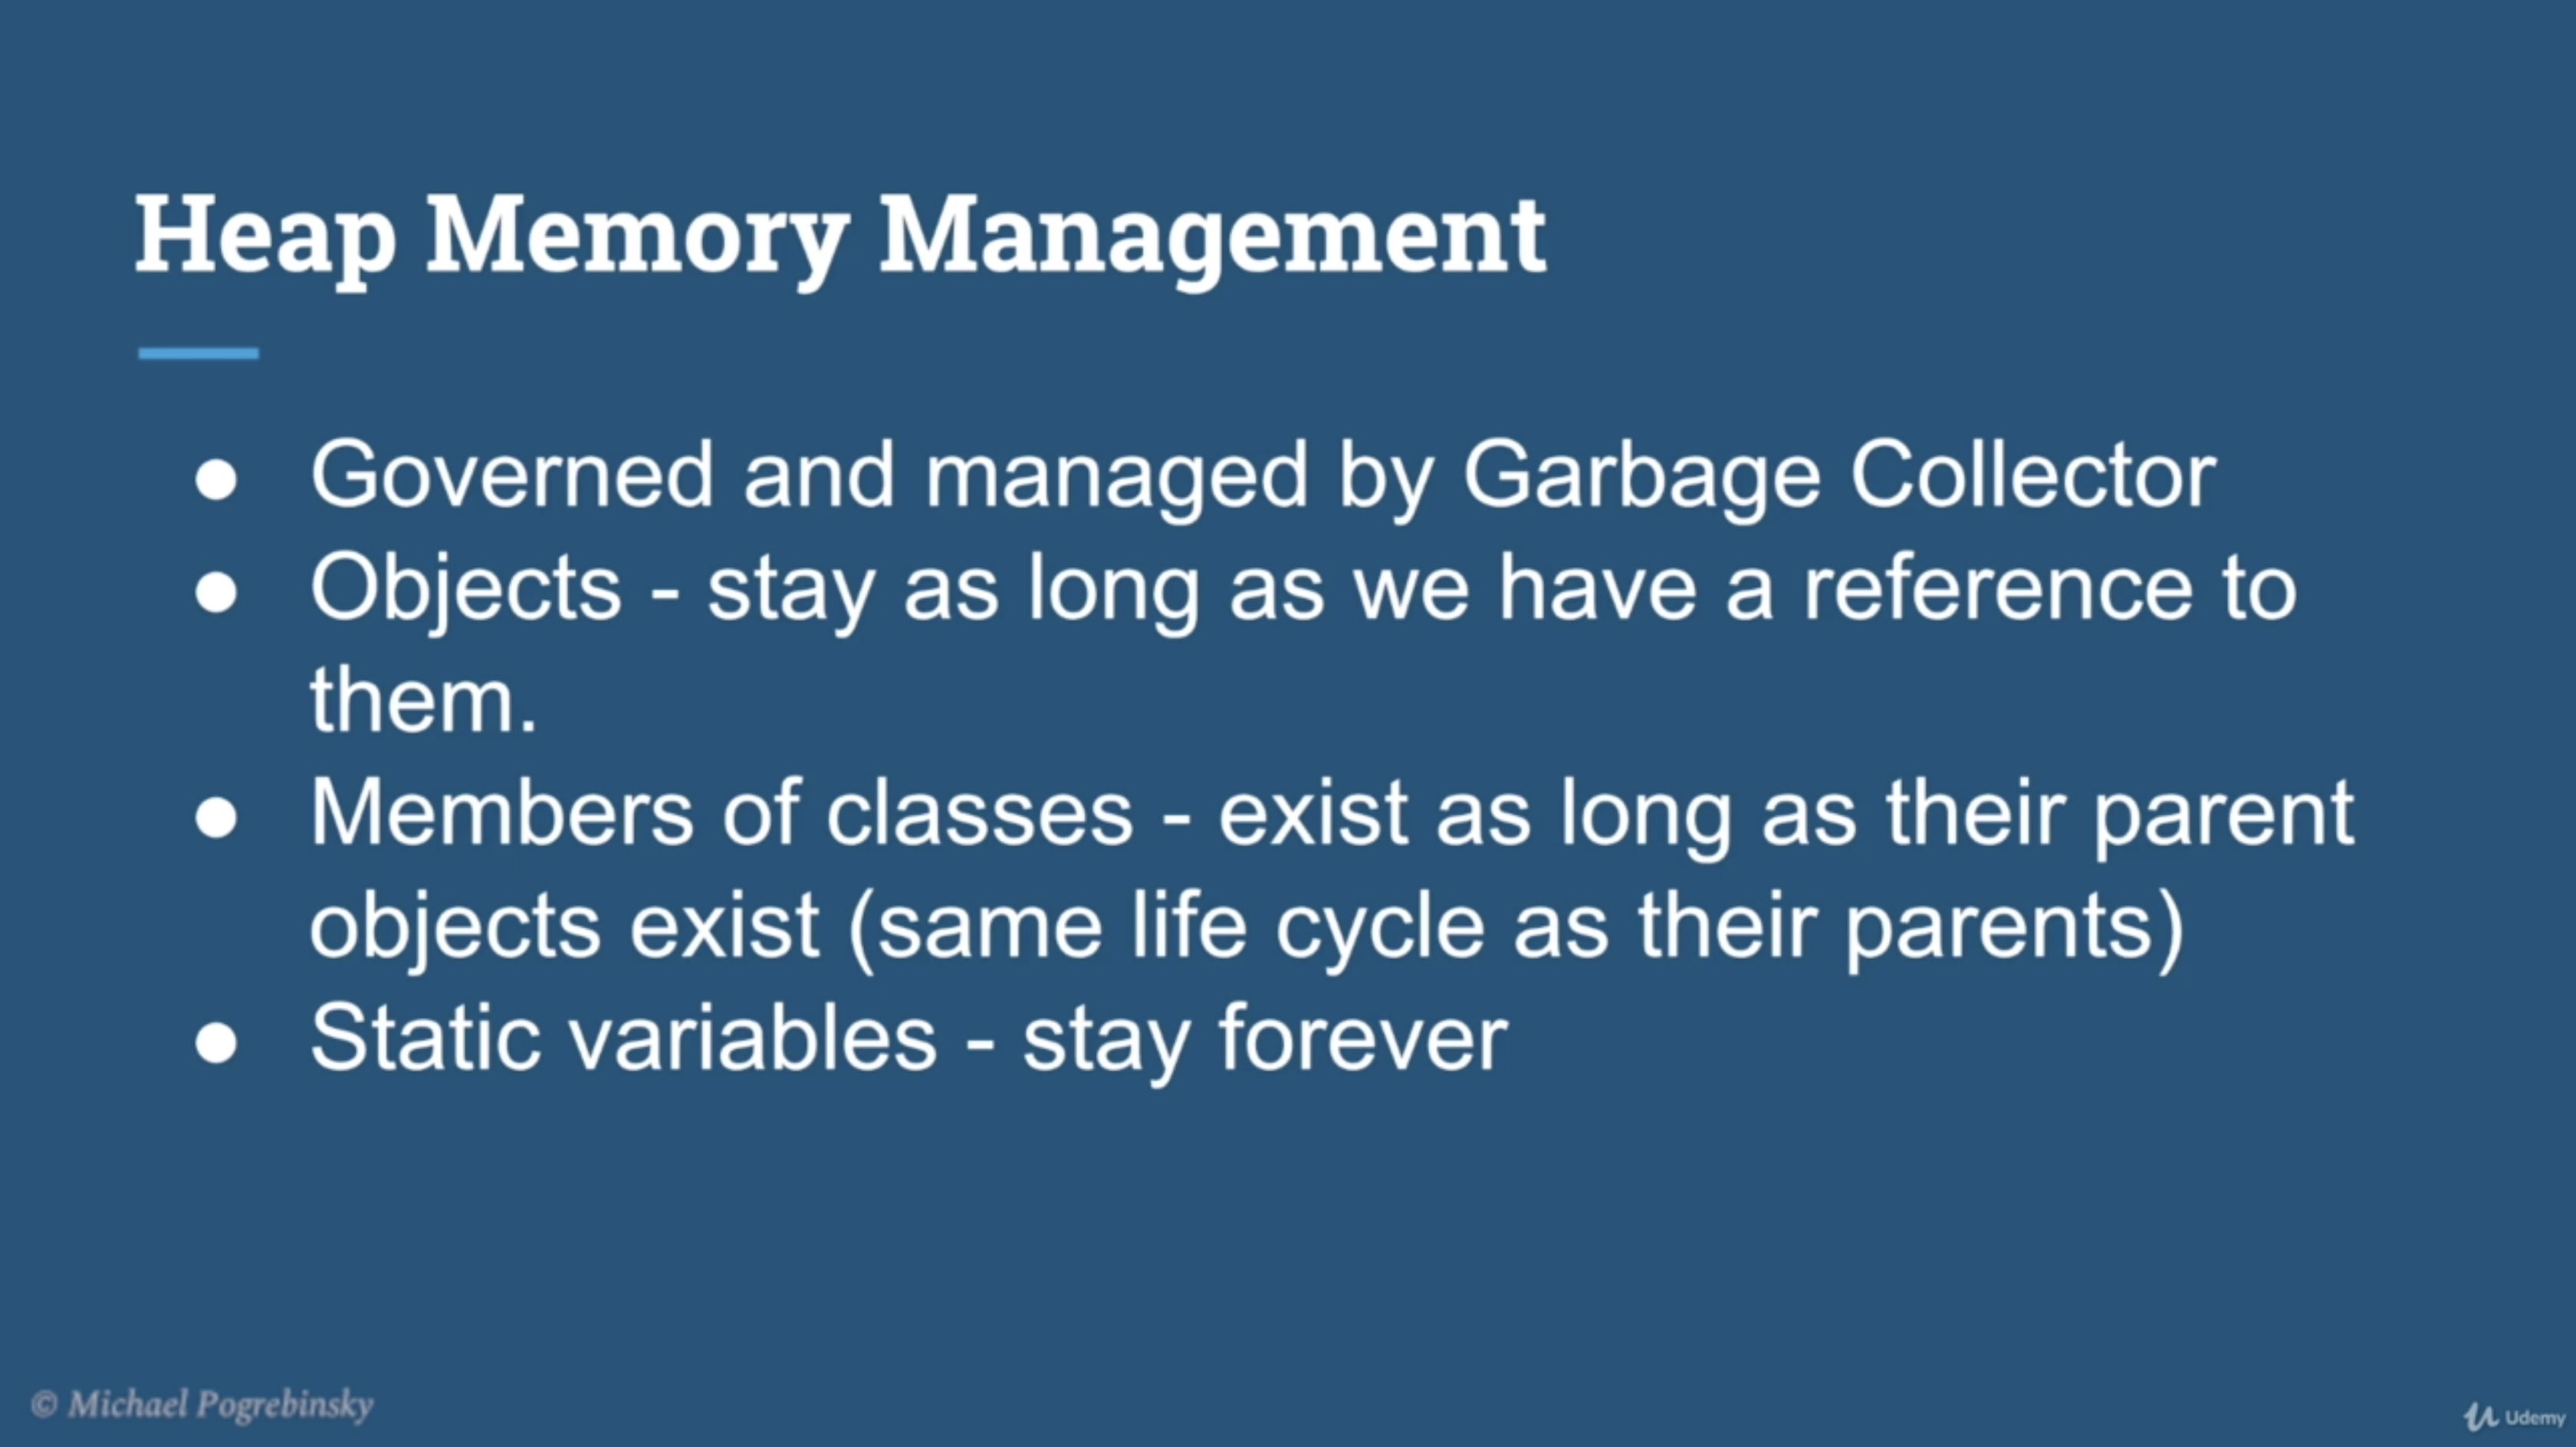 Heap Memory Management
● Governed and managed by Garbage Collector
● Objects - stay as long as we have a reference to
them.
● Members of classes - exist as long as their parent
objects exist (same life cycle as their parents)
● Static variables - stay forever
© Michael Pogrebinsky
Udemy